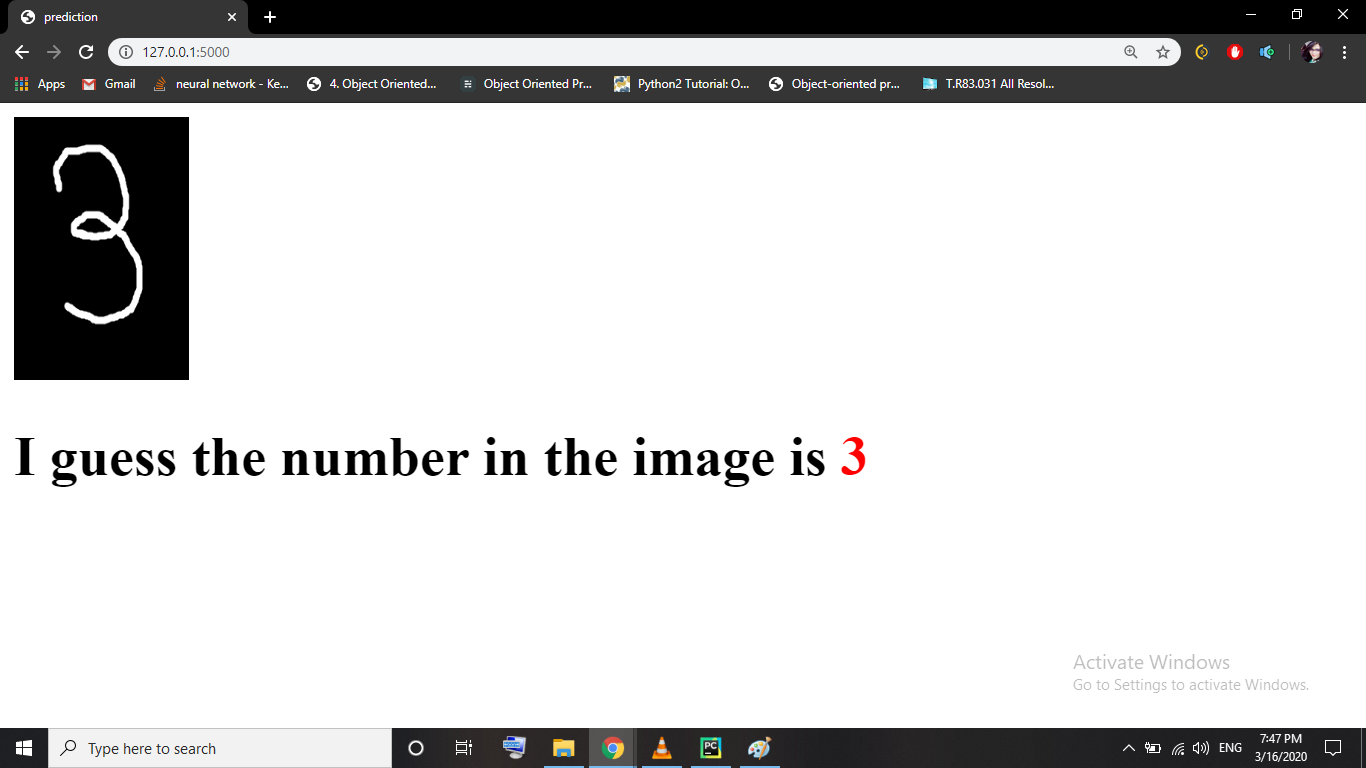 prediction
127.0.0.1:5000
Apps Gmail neural network - Ke... 4. Object Oriented... Object Oriented Pr... Python2 Tutorial: O... Object-oriented pr... T.R83.031 All Resol...
3
I guess the number in the image is 3
Activate Windows
Go to Settings to activate Windows.
Type here to search
PC
ENG
7:47 PM
3/16/2020